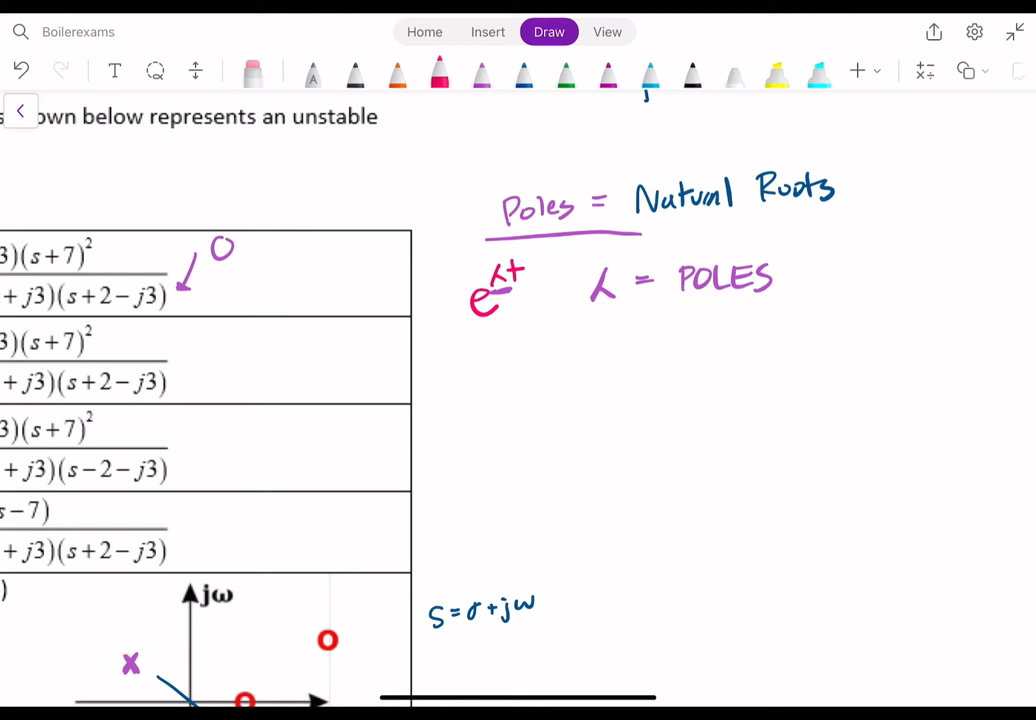 Boilerexams
Home Insert Draw View
own below represents an unstable
Poles = Natural Roots
3)(s+7)² 0
+ j3)(s+2−j3)
e^λt λ = POLES
3)(s+7)²
+ j3)(s+2−j3)
3)(s+7)²
+ j3)(s−2−j3)
s−7)
+ j3)(s+2−j3)
)
jω
S=σ+jω
O
X
O